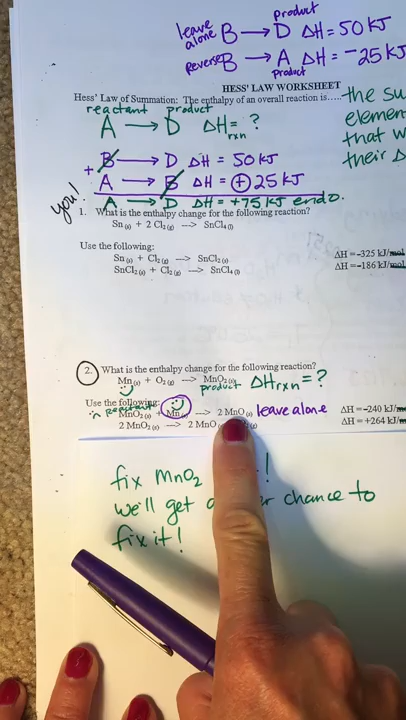 leave alone B → D ΔH = 50 KJ
product
Reverse B → A ΔH = -25 KJ
Product
HESS' LAW WORKSHEET
Hess' Law of Summation: The enthalpy of an overall reaction is..... the su
reactant product
A → D ΔHrxn = ?
elemen
that w
their Δ
+ B → D ΔH = 50 KJ
A → B ΔH = + 25 KJ
you! A → D ΔH = +75 KJ endo.
1. What is the enthalpy change for the following reaction?
Sn (s) + 2 Cl2 (g) ---> SnCl4 (l)
Use the following:
Sn (s) + Cl2 (g) ---> SnCl2 (s) ΔH = -325 kJ/mol
SnCl2 (s) + Cl2 (g) ---> SnCl4 (l) ΔH = -186 kJ/mol
2. What is the enthalpy change for the following reaction?
Mn (s) + O2 (g) ---> MnO2 (s) ΔHrxn = ?
product
Use the following:
in reactant
MnO2 (s) + Mn (s) ---> 2 MnO (s) leave alone ΔH = -240 kJ/m
2 MnO2 (s) ---> 2 MnO ΔH = +264 kJ/m
fix MnO2 !
we'll get chance to
fix it!